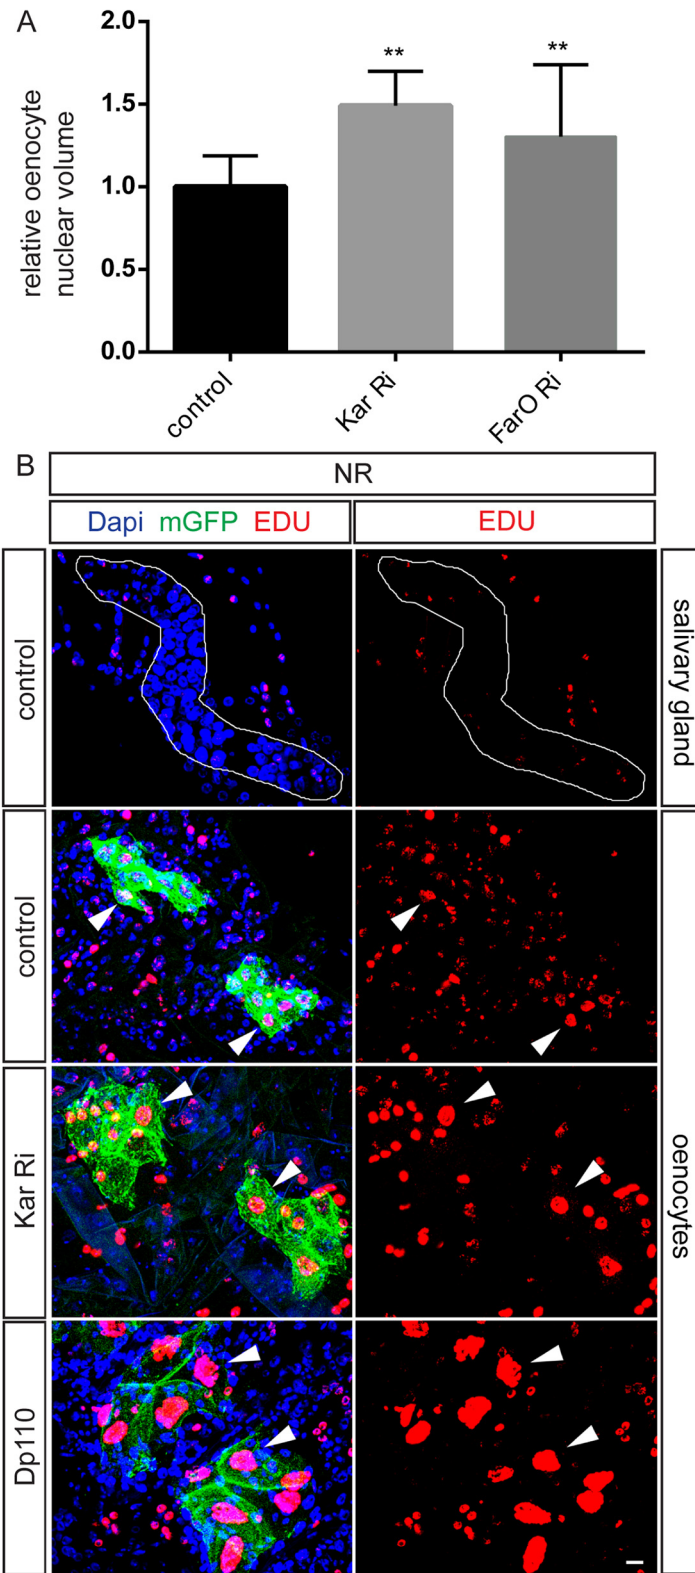 A
relative oenocyte
nuclear volume
2.0
1.5
1.0
0.5
0.0
**
**
control
Kar Ri
FarO Ri
B
NR
Dapi mGFP EDU
EDU
control
salivary gland
control
Kar Ri
Dp110
oenocytes